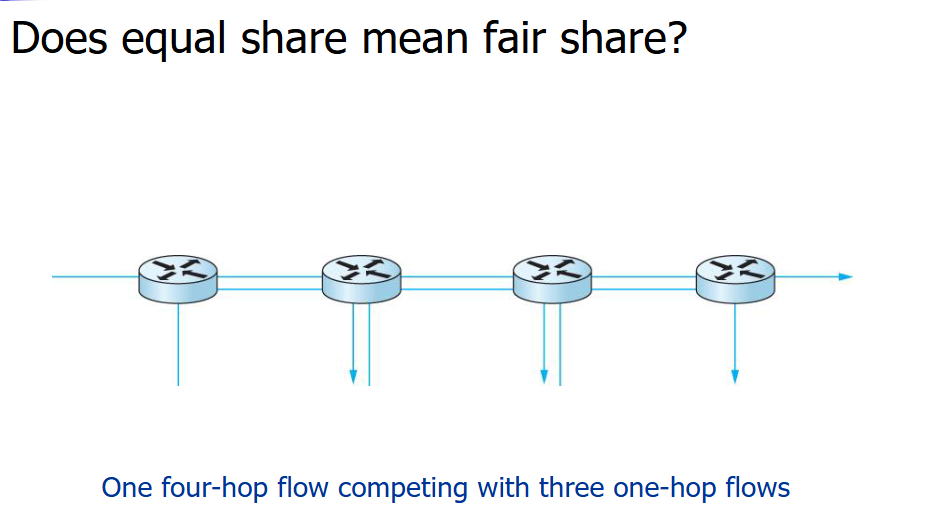 Does equal share mean fair share?
One four-hop flow competing with three one-hop flows